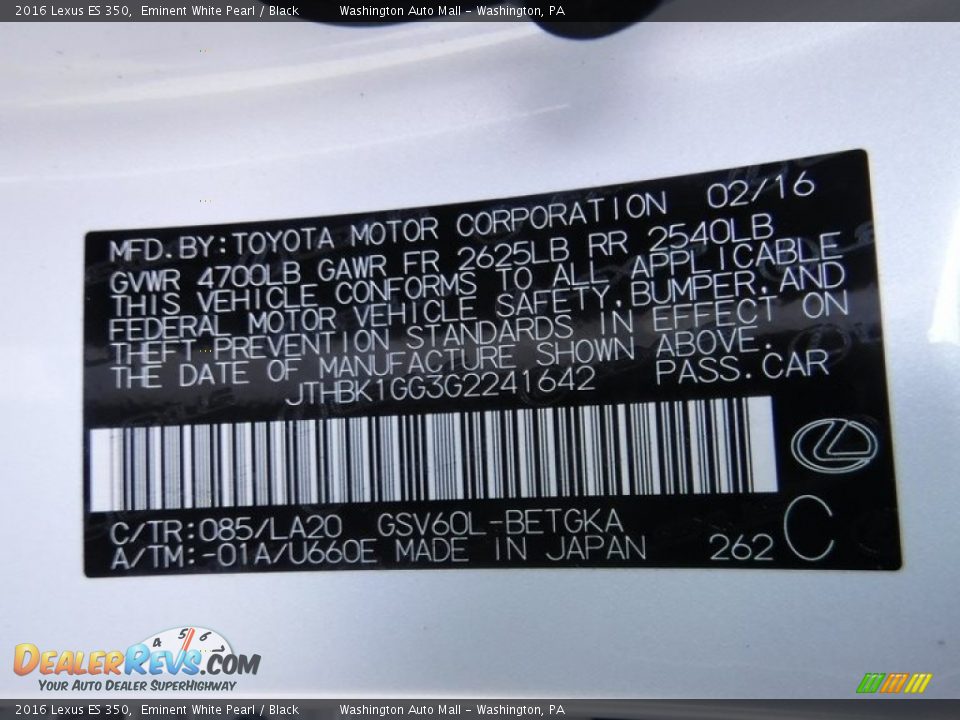 2016 Lexus ES 350,  Eminent White Pearl / Black          Washington Auto Mall – Washington, PA
MFD.BY:TOYOTA MOTOR CORPORATION  02/16
GVWR 4700LB GAWR FR 2625LB RR 2540LB
THIS VEHICLE CONFORMS TO ALL APPLICABLE
FEDERAL MOTOR VEHICLE SAFETY,BUMPER,AND
THEFT PREVENTION STANDARDS IN EFFECT ON
THE DATE OF MANUFACTURE SHOWN ABOVE.
JTHBK1GG3G2241642   PASS.CAR
C/TR:085/LA20  GSV60L-BETGKA
A/TM:-01A/U660E MADE IN JAPAN   262 C
4 5 6 7
DEALERREVS.COM
YOUR AUTO DEALER SUPERHIGHWAY
2016 Lexus ES 350,  Eminent White Pearl / Black          Washington Auto Mall – Washington, PA